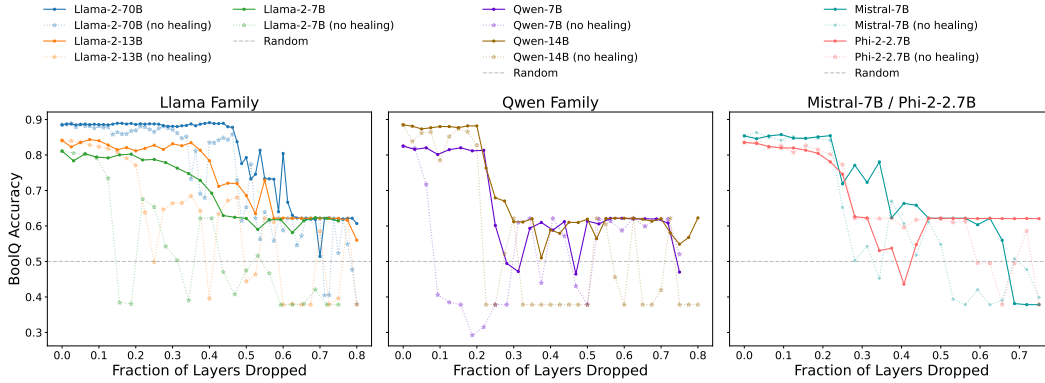 Llama-2-70B
Llama-2-70B (no healing)
Llama-2-13B
Llama-2-13B (no healing)
Llama-2-7B
Llama-2-7B (no healing)
Random
Qwen-7B
Qwen-7B (no healing)
Qwen-14B
Qwen-14B (no healing)
Random
Mistral-7B
Mistral-7B (no healing)
Phi-2-2.7B
Phi-2-2.7B (no healing)
Random
Llama Family
Qwen Family
Mistral-7B / Phi-2-2.7B
BoolQ Accuracy
0.9
0.8
0.7
0.6
0.5
0.4
0.3
0.0 0.1 0.2 0.3 0.4 0.5 0.6 0.7 0.8
0.0 0.1 0.2 0.3 0.4 0.5 0.6 0.7 0.8
0.0 0.1 0.2 0.3 0.4 0.5 0.6 0.7
Fraction of Layers Dropped
Fraction of Layers Dropped
Fraction of Layers Dropped